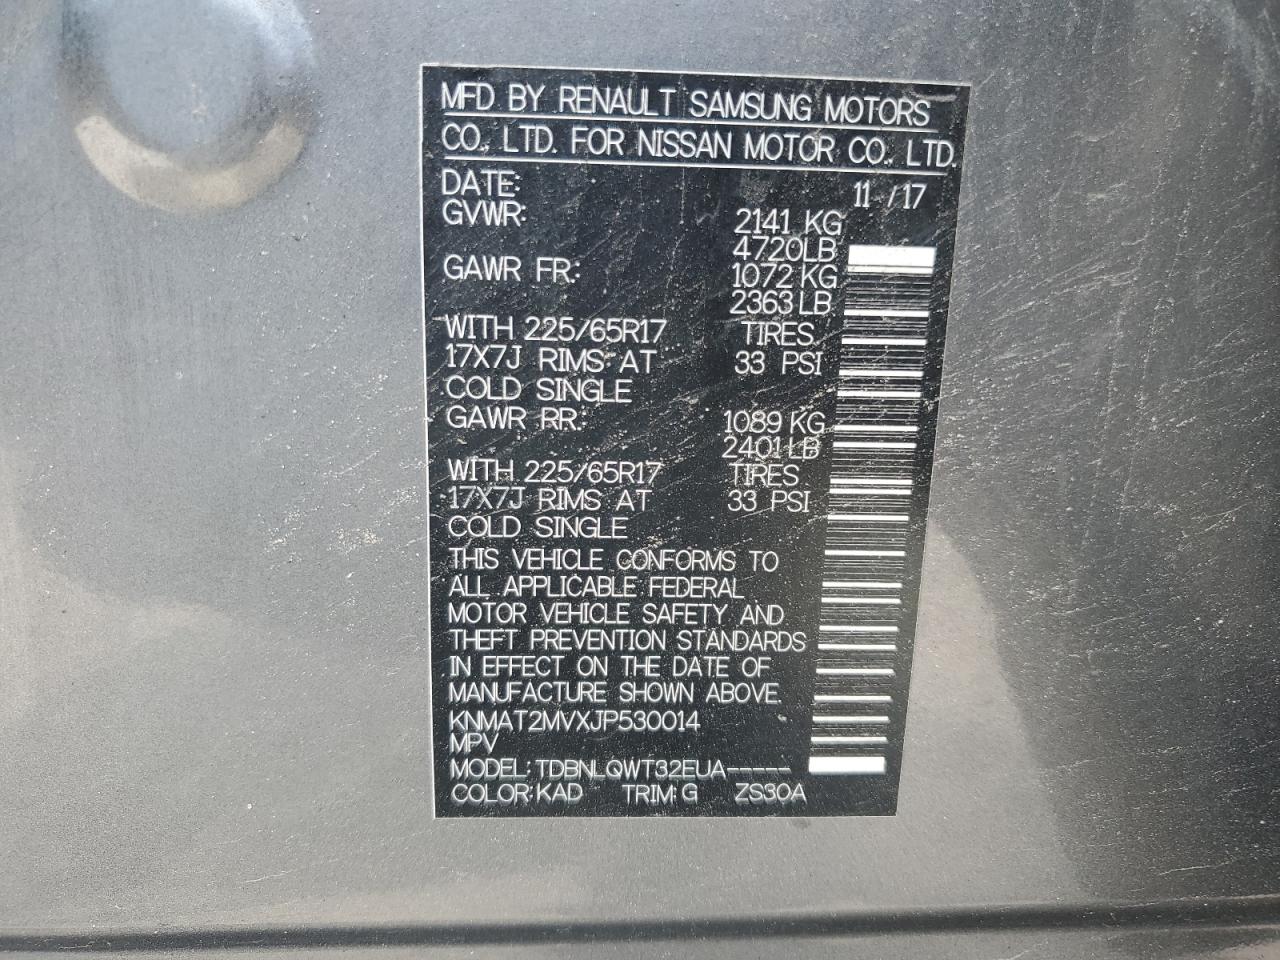 MFD BY RENAULT SAMSUNG MOTORS
CO., LTD. FOR NISSAN MOTOR CO., LTD.
DATE: 11 /17
GVWR: 2141 KG
4720LB
GAWR FR: 1072 KG
2363 LB
WITH 225/65R17 TIRES
17X7J RIMS AT 33 PSI
COLD SINGLE
GAWR RR: 1089 KG
2401 LB
WITH 225/65R17 TIRES
17X7J RIMS AT 33 PSI
COLD SINGLE
THIS VEHICLE CONFORMS TO
ALL APPLICABLE FEDERAL
MOTOR VEHICLE SAFETY AND
THEFT PREVENTION STANDARDS
IN EFFECT ON THE DATE OF
MANUFACTURE SHOWN ABOVE.
KNMAT2MVXJP530014
MPV
MODEL: TDBNLQWT32EUA-----
COLOR: KAD TRIM: G ZS30A